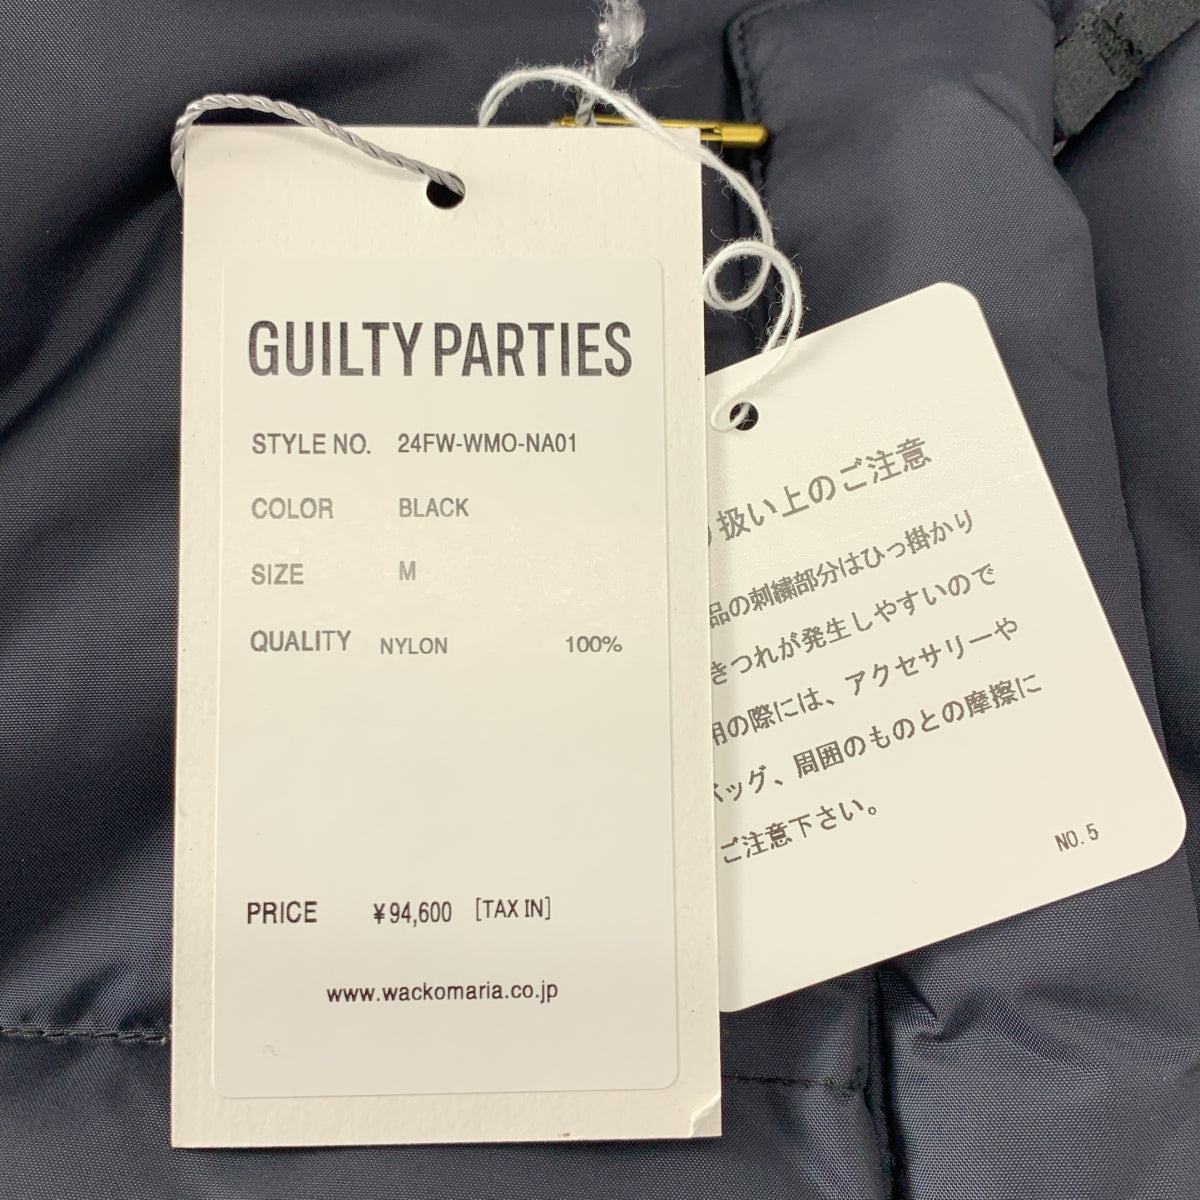 GUILTY PARTIES
STYLE NO. 24FW-WMO-NA01
COLOR BLACK
SIZE M
QUALITY NYLON 100%
PRICE ¥94,600 [TAX IN]
www.wackomaria.co.jp
扱い上のご注意
品の刺繍部分はひっ掛かり
きつれが発生しやすいので
用の際には、アクセサリーや
バッグ、周囲のものとの摩擦に
ご注意下さい。
NO.5